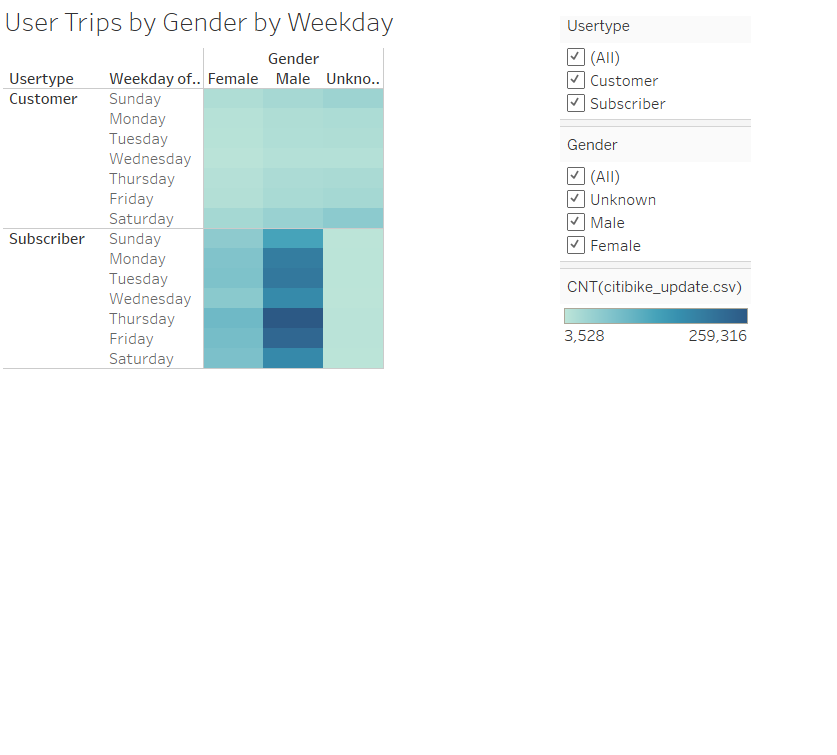 User Trips by Gender by Weekday
Gender
Usertype Weekday of.. Female Male Unkno..
Customer Sunday
Monday
Tuesday
Wednesday
Thursday
Friday
Saturday
Subscriber Sunday
Monday
Tuesday
Wednesday
Thursday
Friday
Saturday
Usertype
(All)
Customer
Subscriber
Gender
(All)
Unknown
Male
Female
CNT(citibike_update.csv)
3,528 259,316